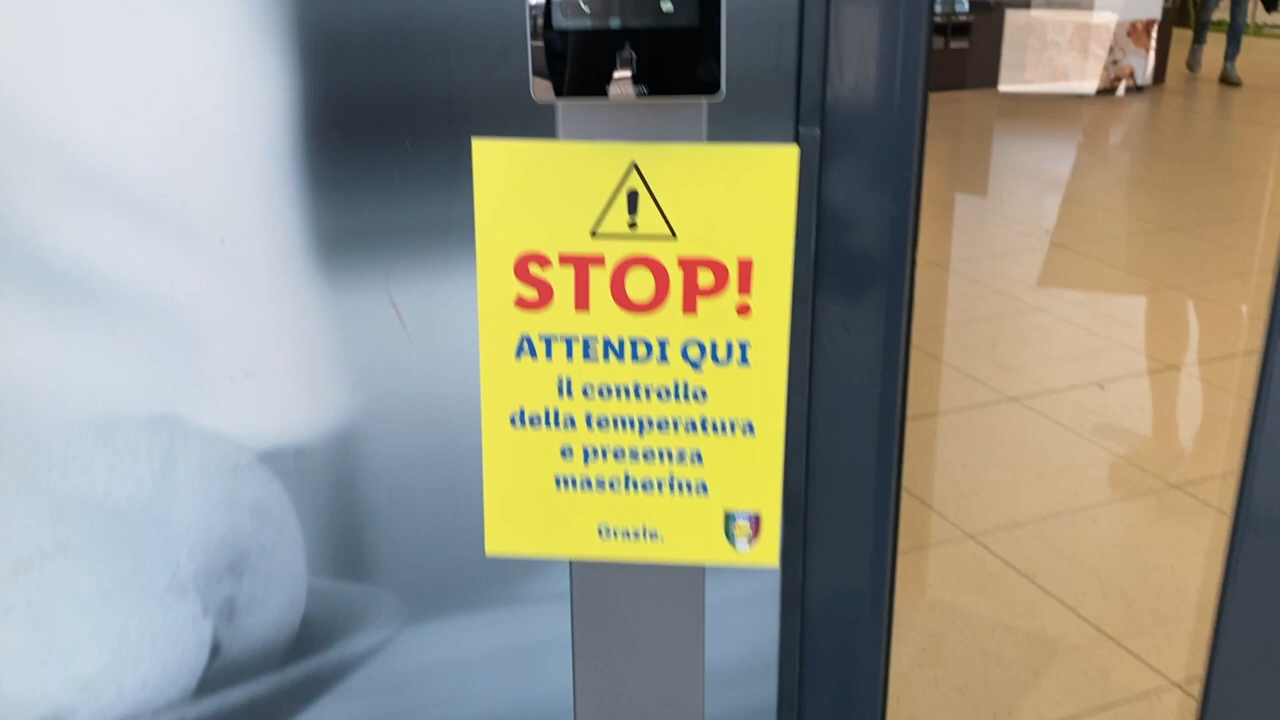 STOP!
ATTENDI QUI
il controllo
della temperatura
e presenza
mascherina
Grazie.